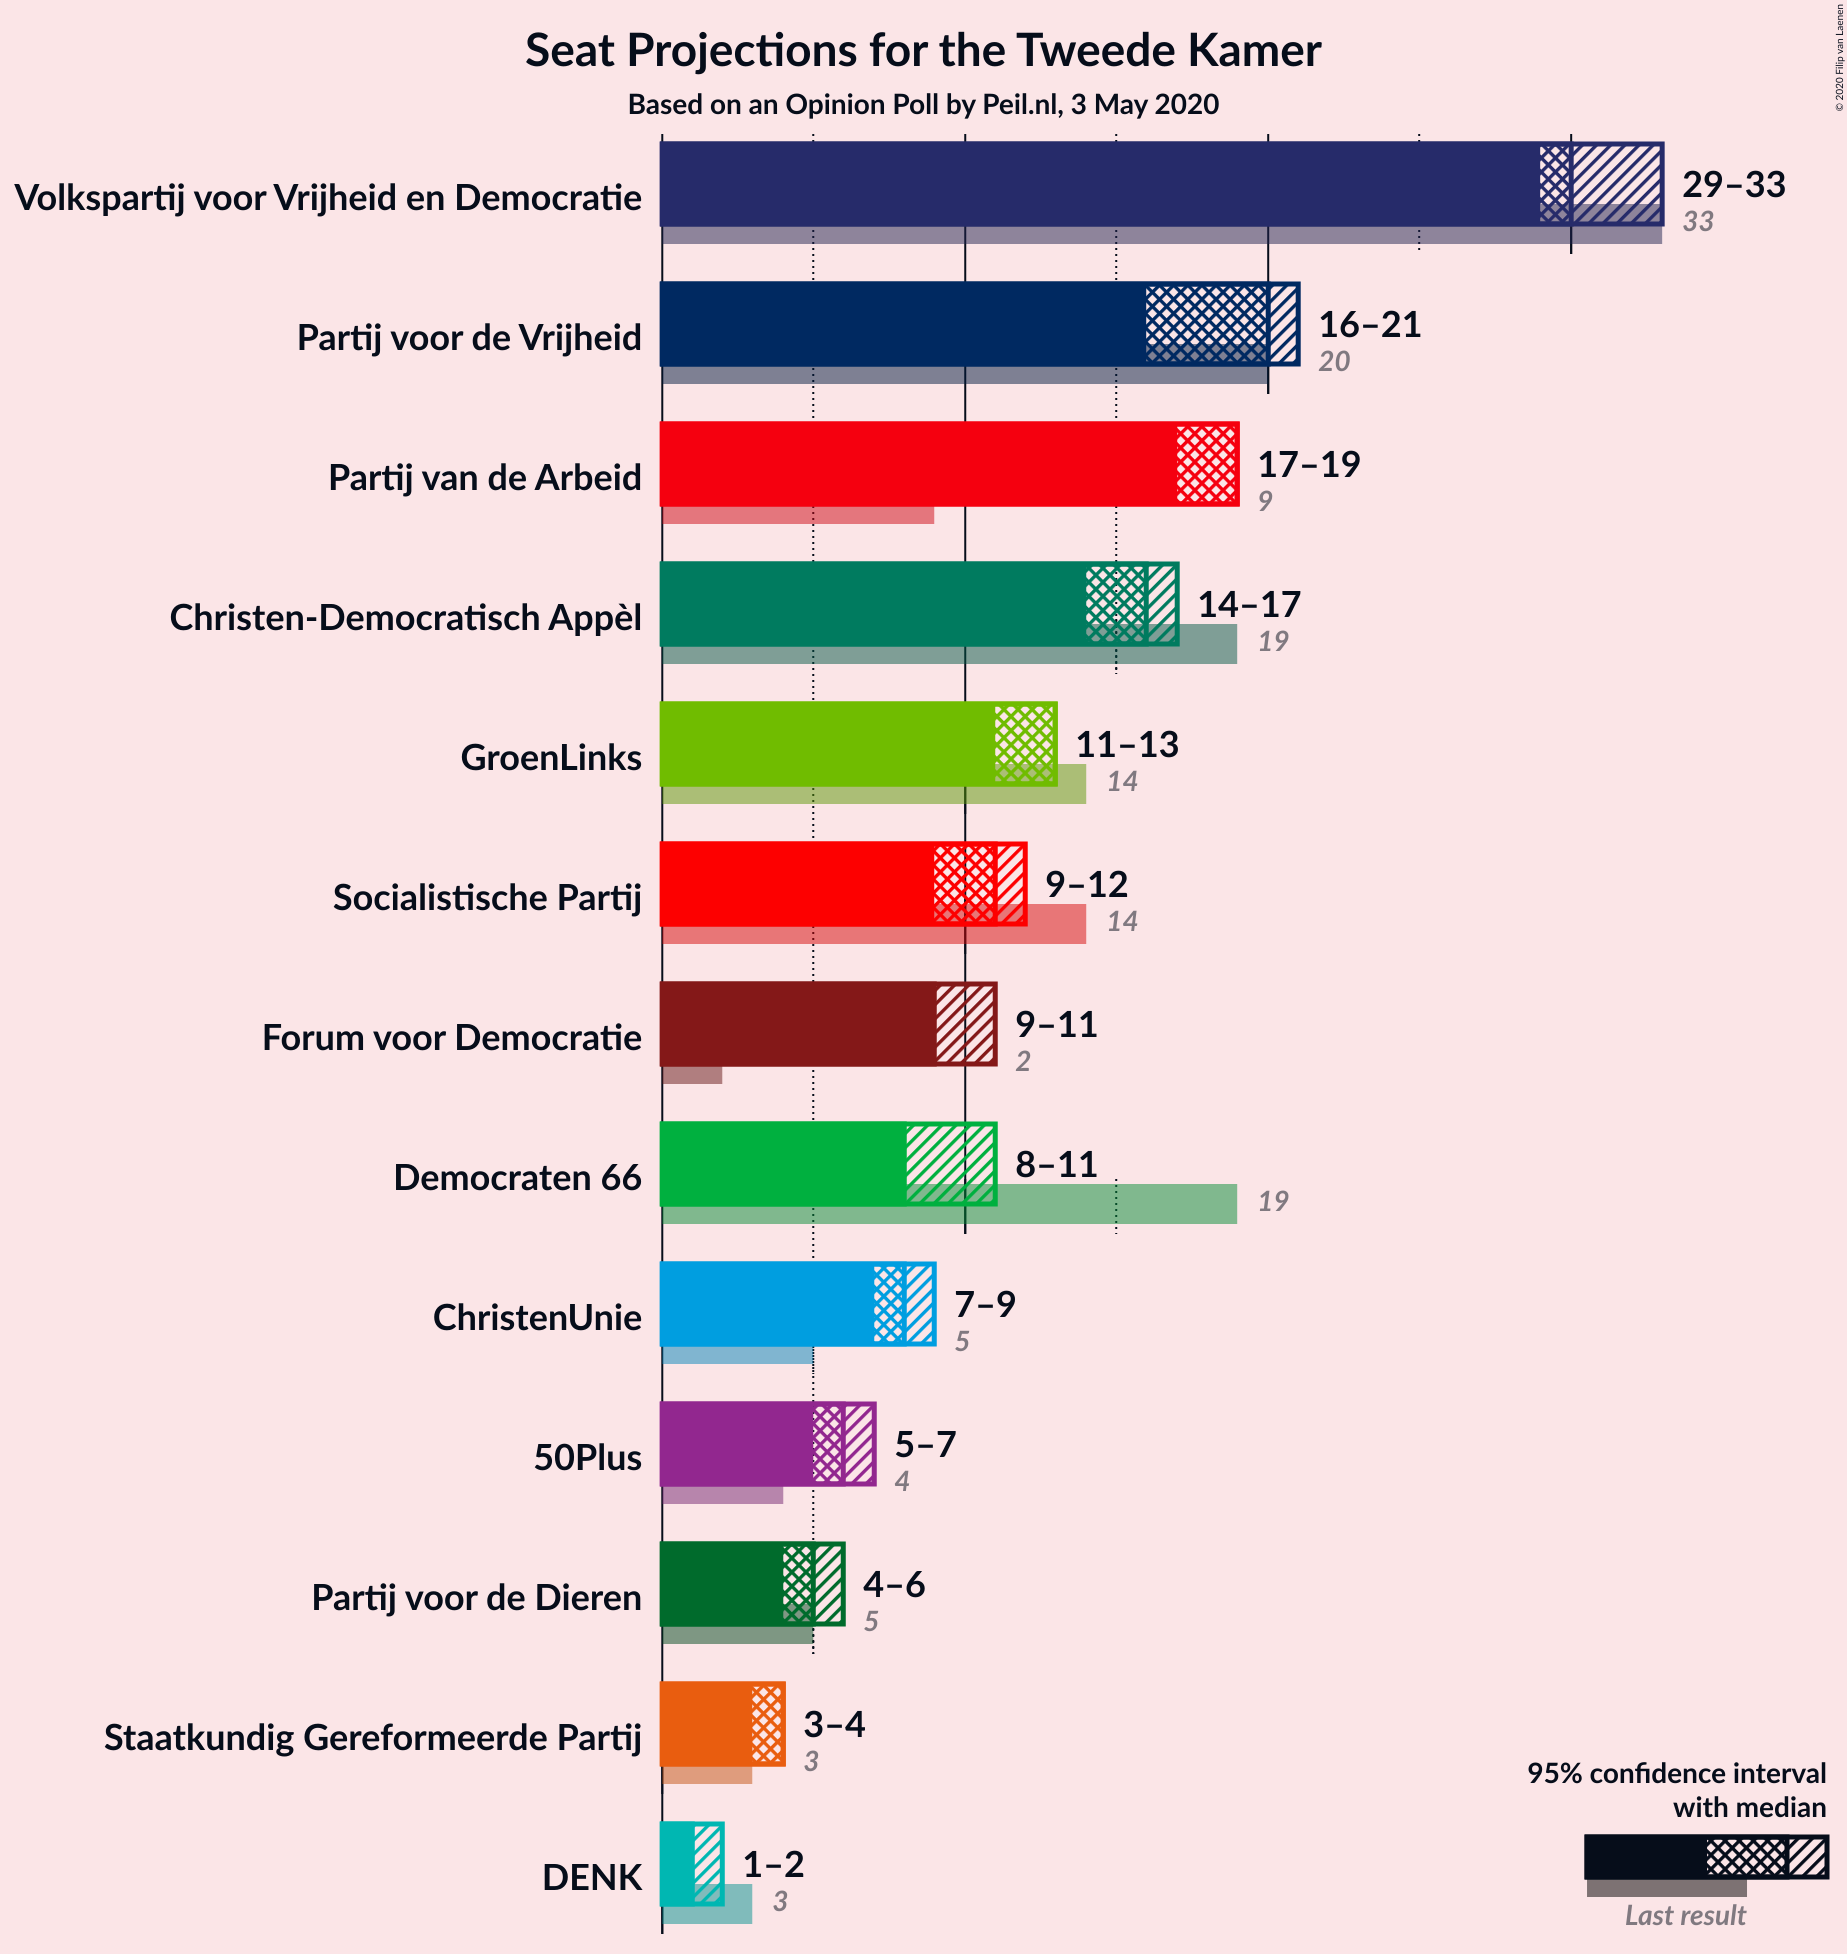 Seat Projections for the Tweede Kamer
Based on an Opinion Poll by Peil.nl, 3 May 2020
© 2020 Filip van Laenen
Volkspartij voor Vrijheid en Democratie
29–33
33
Partij voor de Vrijheid
16–21
20
Partij van de Arbeid
17–19
9
Christen-Democratisch Appèl
14–17
19
GroenLinks
11–13
14
Socialistische Partij
9–12
14
Forum voor Democratie
9–11
2
Democraten 66
8–11
19
ChristenUnie
7–9
5
50Plus
5–7
4
Partij voor de Dieren
4–6
5
Staatkundig Gereformeerde Partij
3–4
3
DENK
1–2
3
95% confidence interval
with median
Last result